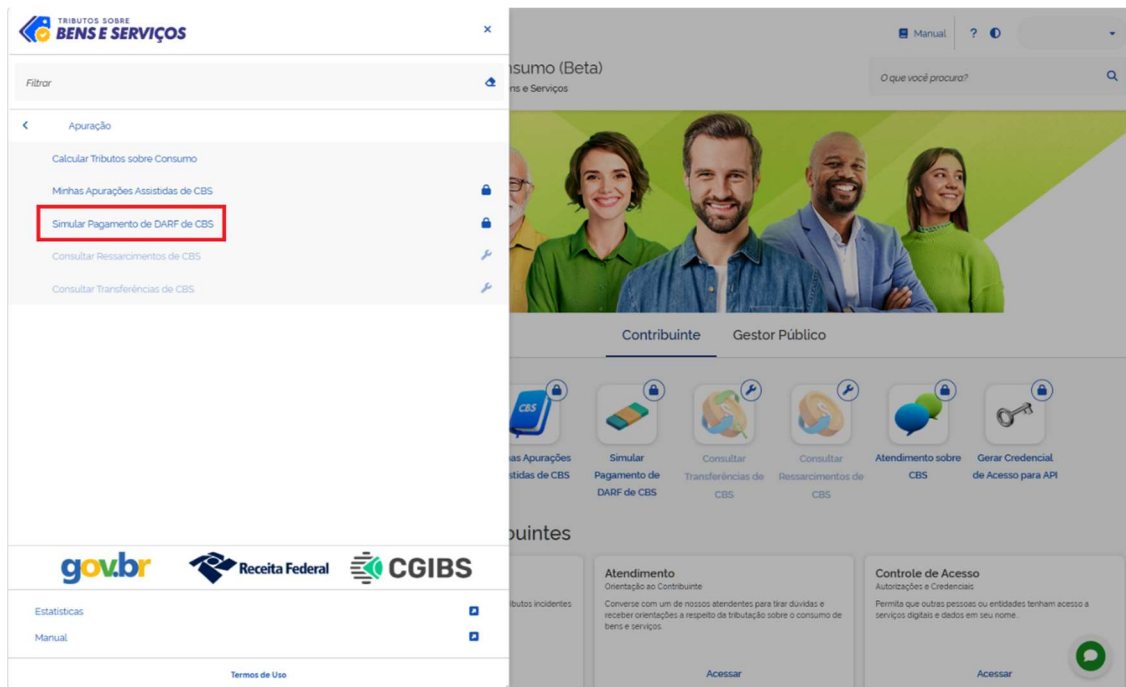 TRIBUTOS SOBRE
BENS E SERVIÇOS
×
Filtrar
Apuração
Calcular Tributos sobre Consumo
Minhas Apurações Assistidas de CBS
Simular Pagamento de DARF de CBS
Consultar Ressarcimentos de CBS
Consultar Transferências de CBS
gov.br
Receita Federal
CGIBS
Estatísticas
Manual
Termos de Uso
Manual
?
nsumo (Beta)
ens e Serviços
O que você procura?
Contribuinte
Gestor Público
CBS
has Apurações
stidas de CBS
Simular
Pagamento de
DARF de CBS
Consultar
Transferências de
CBS
Consultar
Ressarcimentos de
CBS
Atendimento sobre
CBS
Gerar Credencial
de Acesso para API
buintes
ibutos incidentes
Atendimento
Orientação ao Contribuinte
Converse com um de nossos atendentes para tirar dúvidas e
receber orientações a respeito da tributação sobre o consumo de
bens e serviços.
Acessar
Controle de Acesso
Autorizações e Credenciais
Permita que outras pessoas ou entidades tenham acesso a
serviços digitais e dados em seu nome..
Acessar